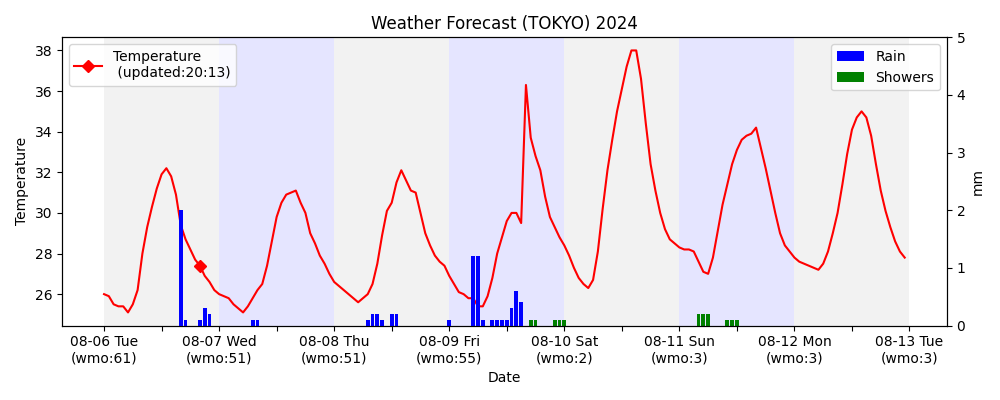 Weather Forecast (TOKYO) 2024
Temperature
(updated:20:13)
Rain
Showers
38
36
34
32
30
28
26
Temperature
5
4
3
2
1
0
mm
08-06 Tue
(wmo:61)
08-07 Wed
(wmo:51)
08-08 Thu
(wmo:51)
08-09 Fri
(wmo:55)
08-10 Sat
(wmo:2)
08-11 Sun
(wmo:3)
08-12 Mon
(wmo:3)
08-13 Tue
(wmo:3)
Date